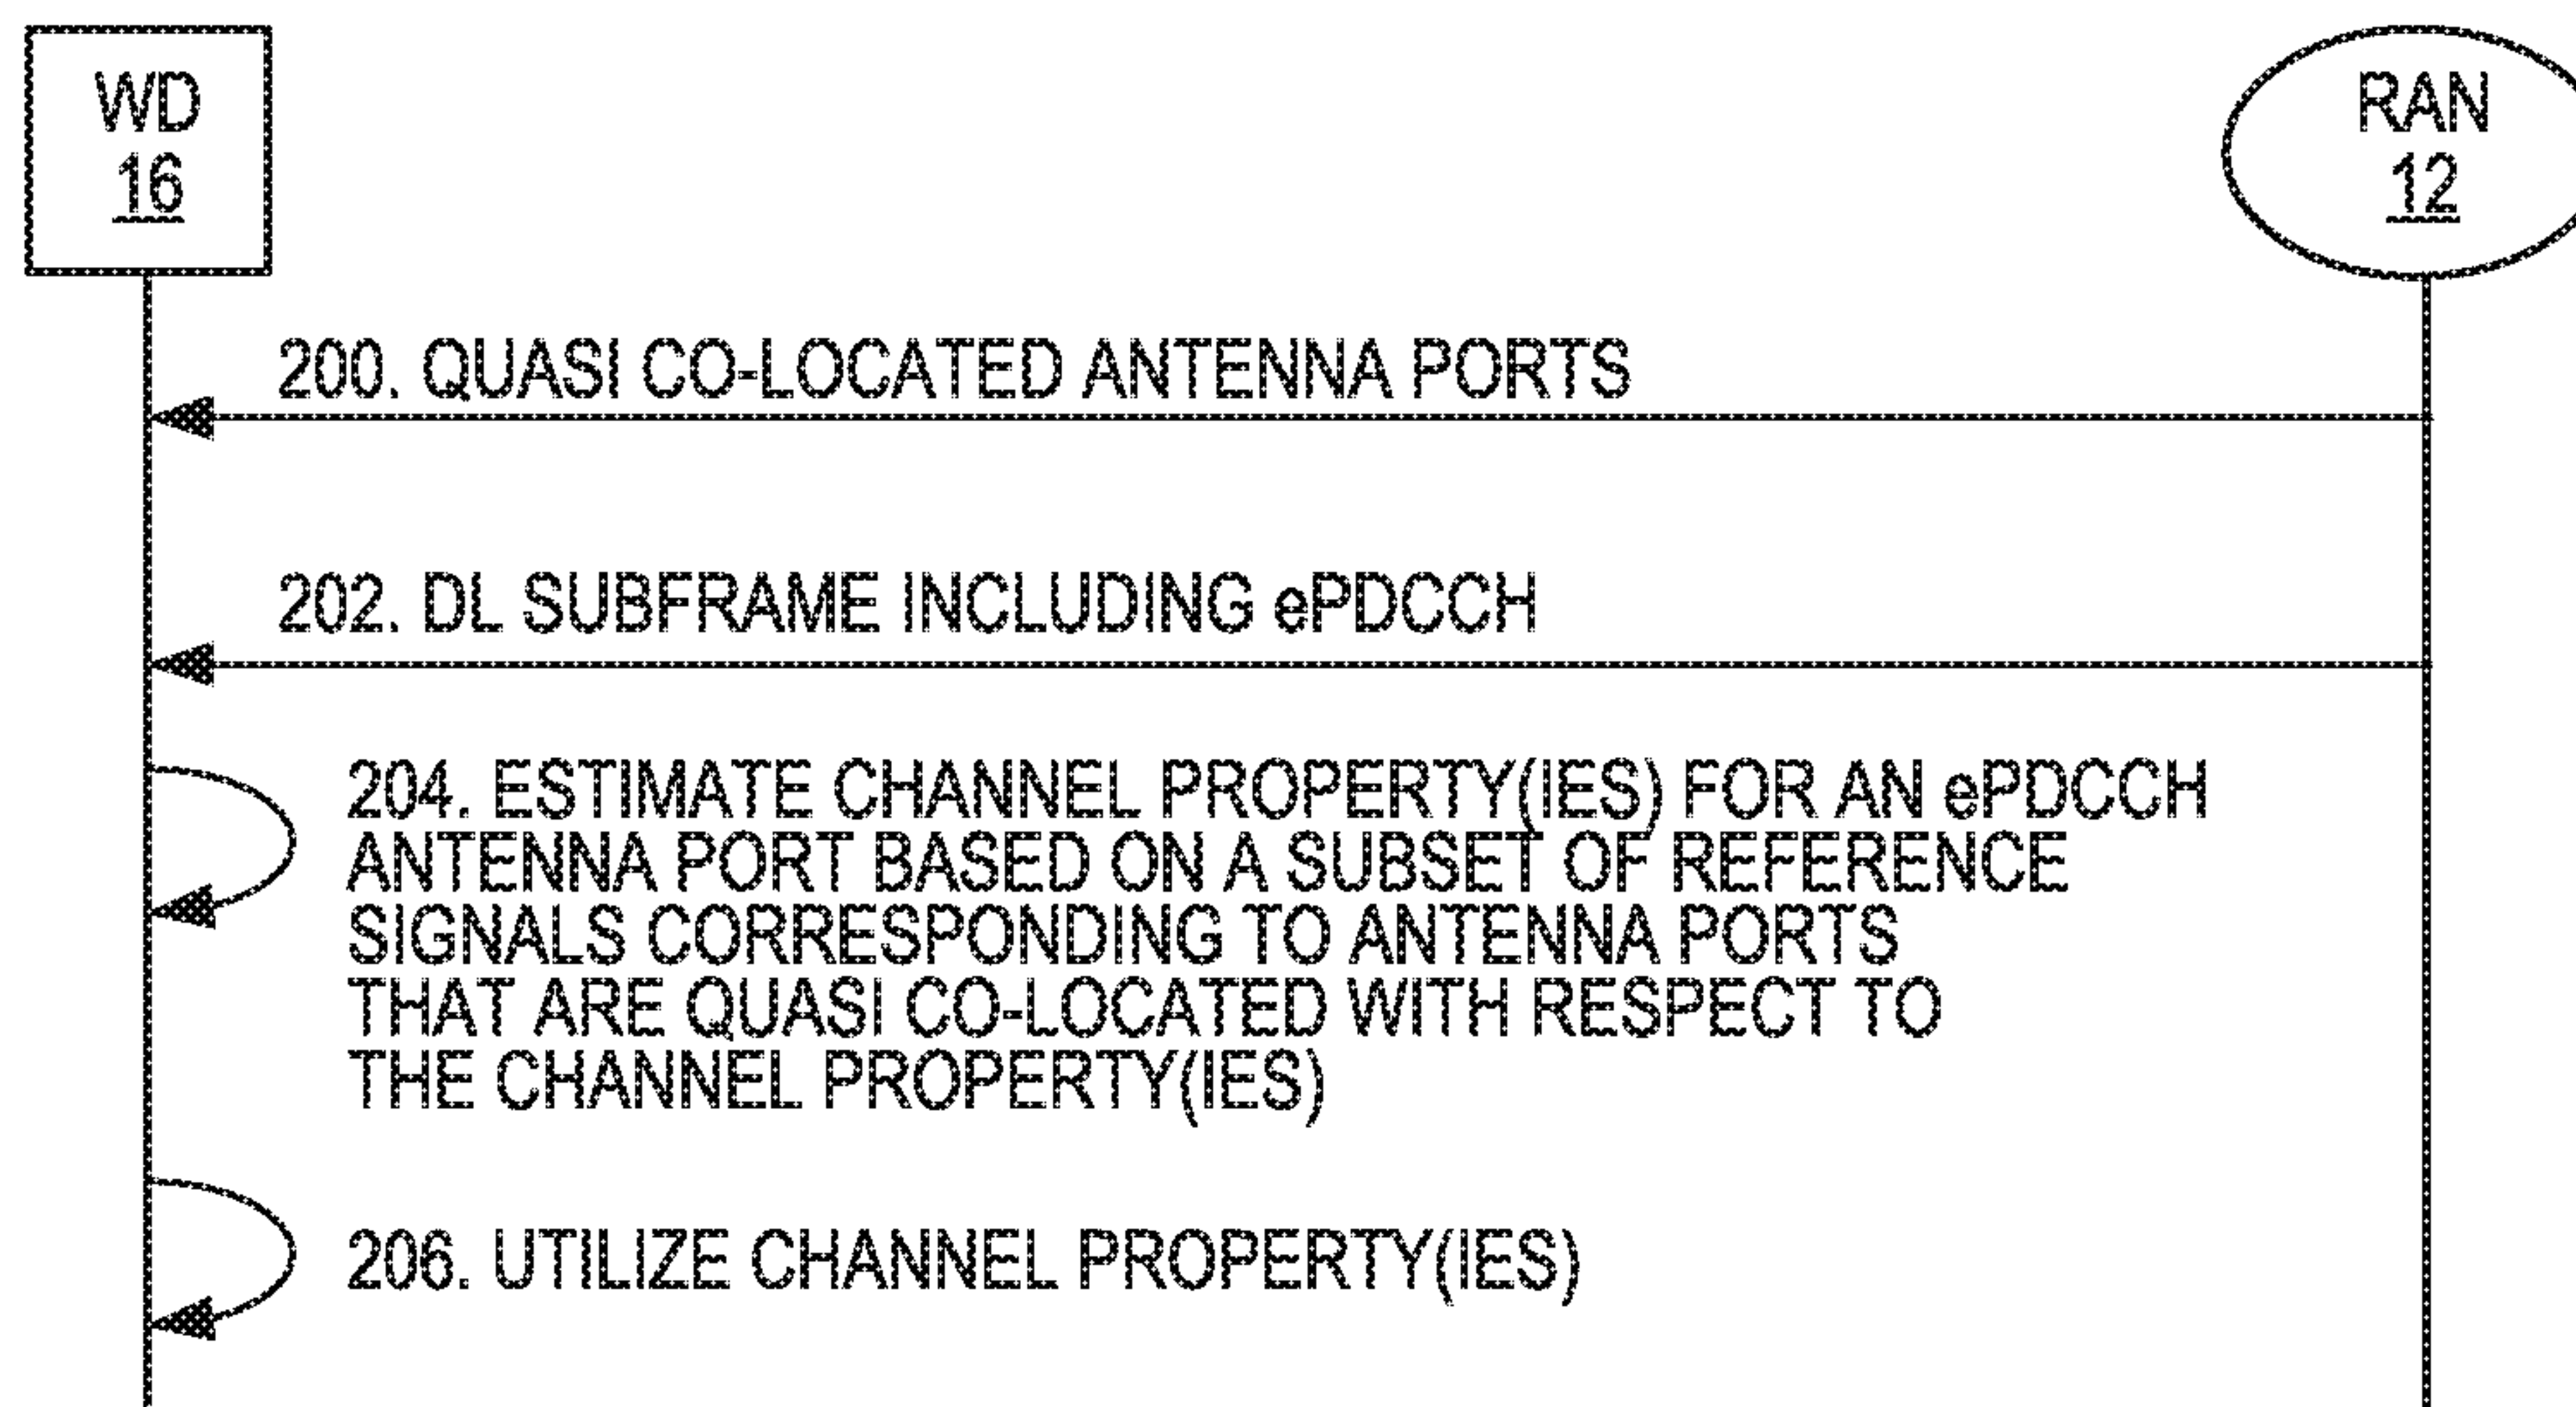 WD
16
RAN
12
200. QUASI CO-LOCATED ANTENNA PORTS
202. DL SUBFRAME INCLUDING ePDCCH
204. ESTIMATE CHANNEL PROPERTY(IES) FOR AN ePDCCH
ANTENNA PORT BASED ON A SUBSET OF REFERENCE
SIGNALS CORRESPONDING TO ANTENNA PORTS
THAT ARE QUASI CO-LOCATED WITH RESPECT TO
THE CHANNEL PROPERTY(IES)
206. UTILIZE CHANNEL PROPERTY(IES)